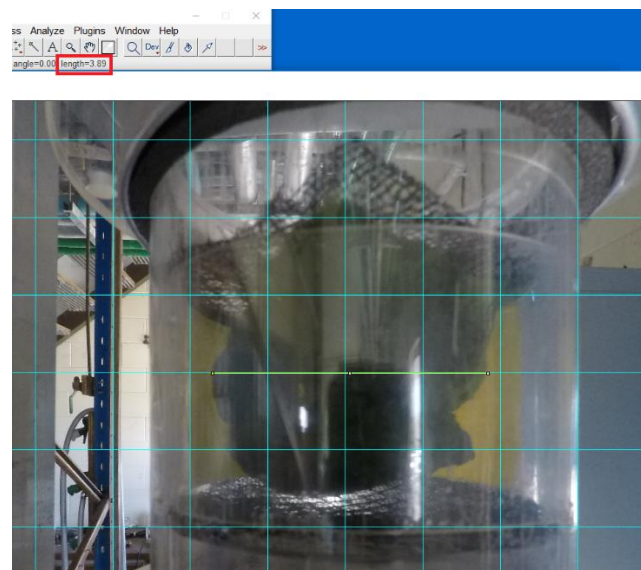 ss Analyze Plugins Window Help
A Dev >>
angle=0.00 length=3.89